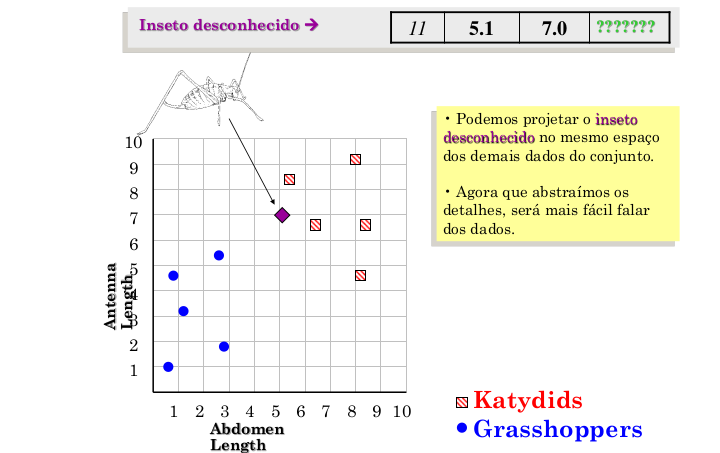 Inseto desconhecido →
11 5.1 7.0 ???????
• Podemos projetar o inseto
desconhecido no mesmo espaço
dos demais dados do conjunto.
• Agora que abstraímos os
detalhes, será mais fácil falar
dos dados.
10
9
8
7
6
5
4
3
2
1
Antenna
Length
1 2 3 4 5 6 7 8 9 10
Abdomen
Length
Katydids
Grasshoppers